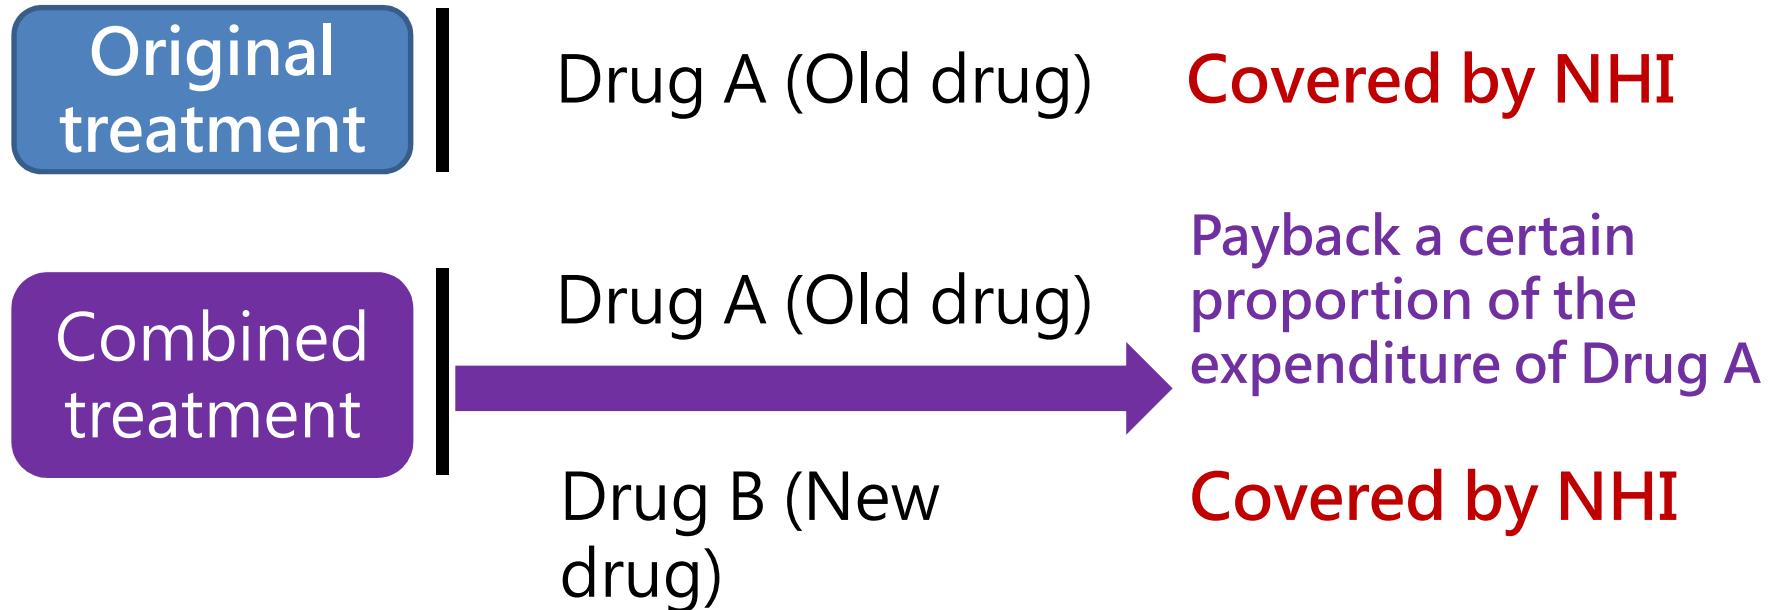 Original
treatment
Drug A (Old drug)
Covered by NHI
Combined
treatment
Drug A (Old drug)
Payback a certain
proportion of the
expenditure of Drug A
Drug B (New
drug)
Covered by NHI